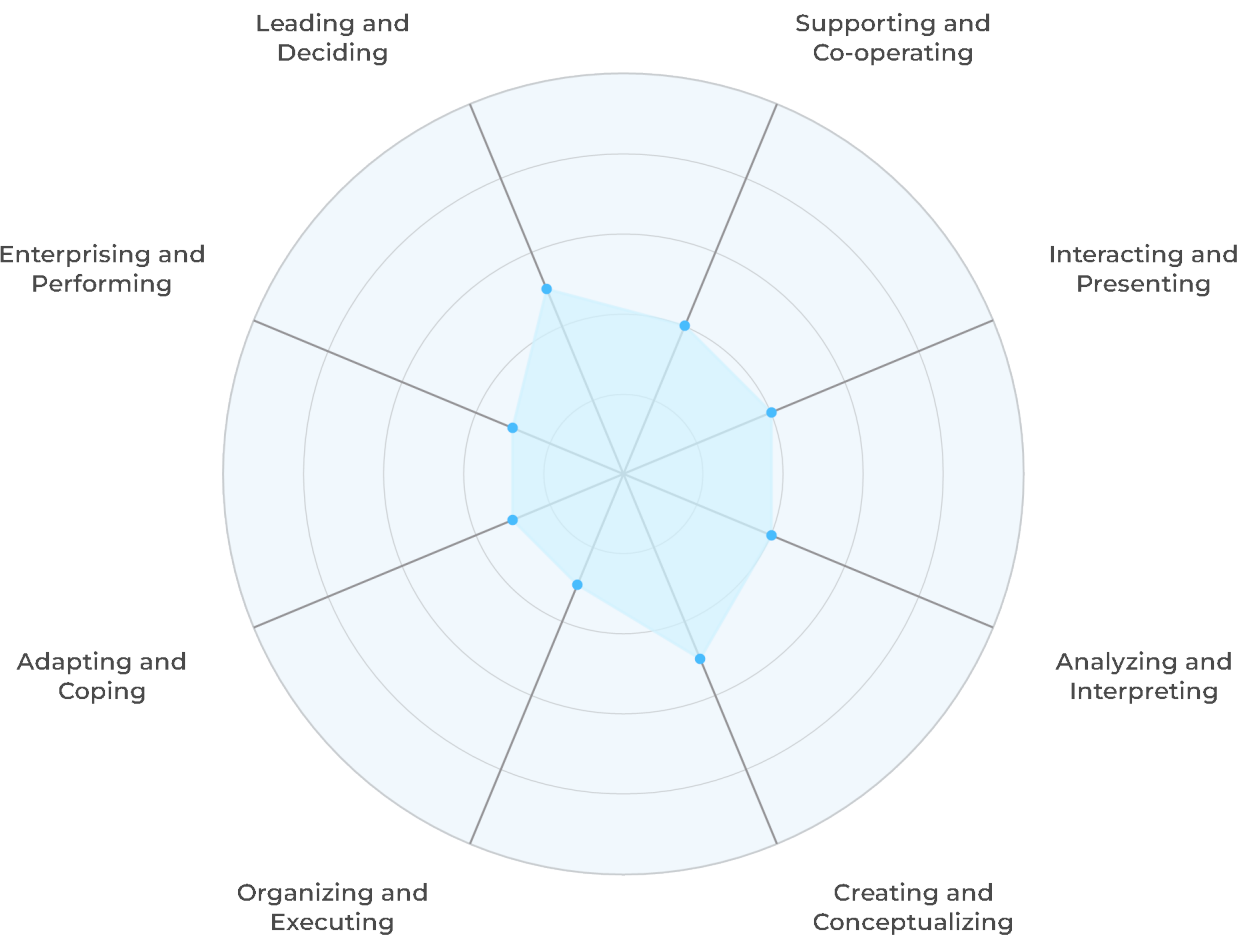 Leading and
Deciding
Supporting and
Co-operating
Enterprising and
Performing
Interacting and
Presenting
Adapting and
Coping
Analyzing and
Interpreting
Organizing and
Executing
Creating and
Conceptualizing